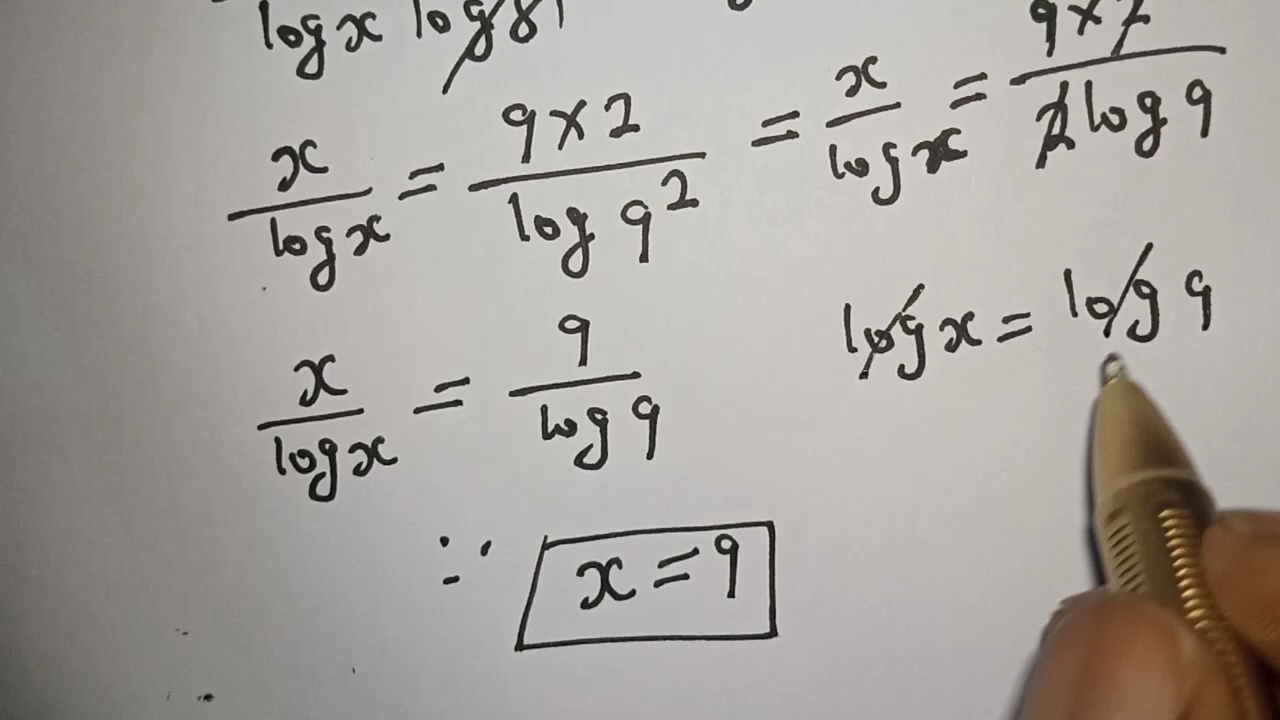 log x log 81
x/log x = 9×2/log 9² = x/log x = 9×2/2 log 9
x/log x = 9/log 9
log x = log 9
∵ x = 9